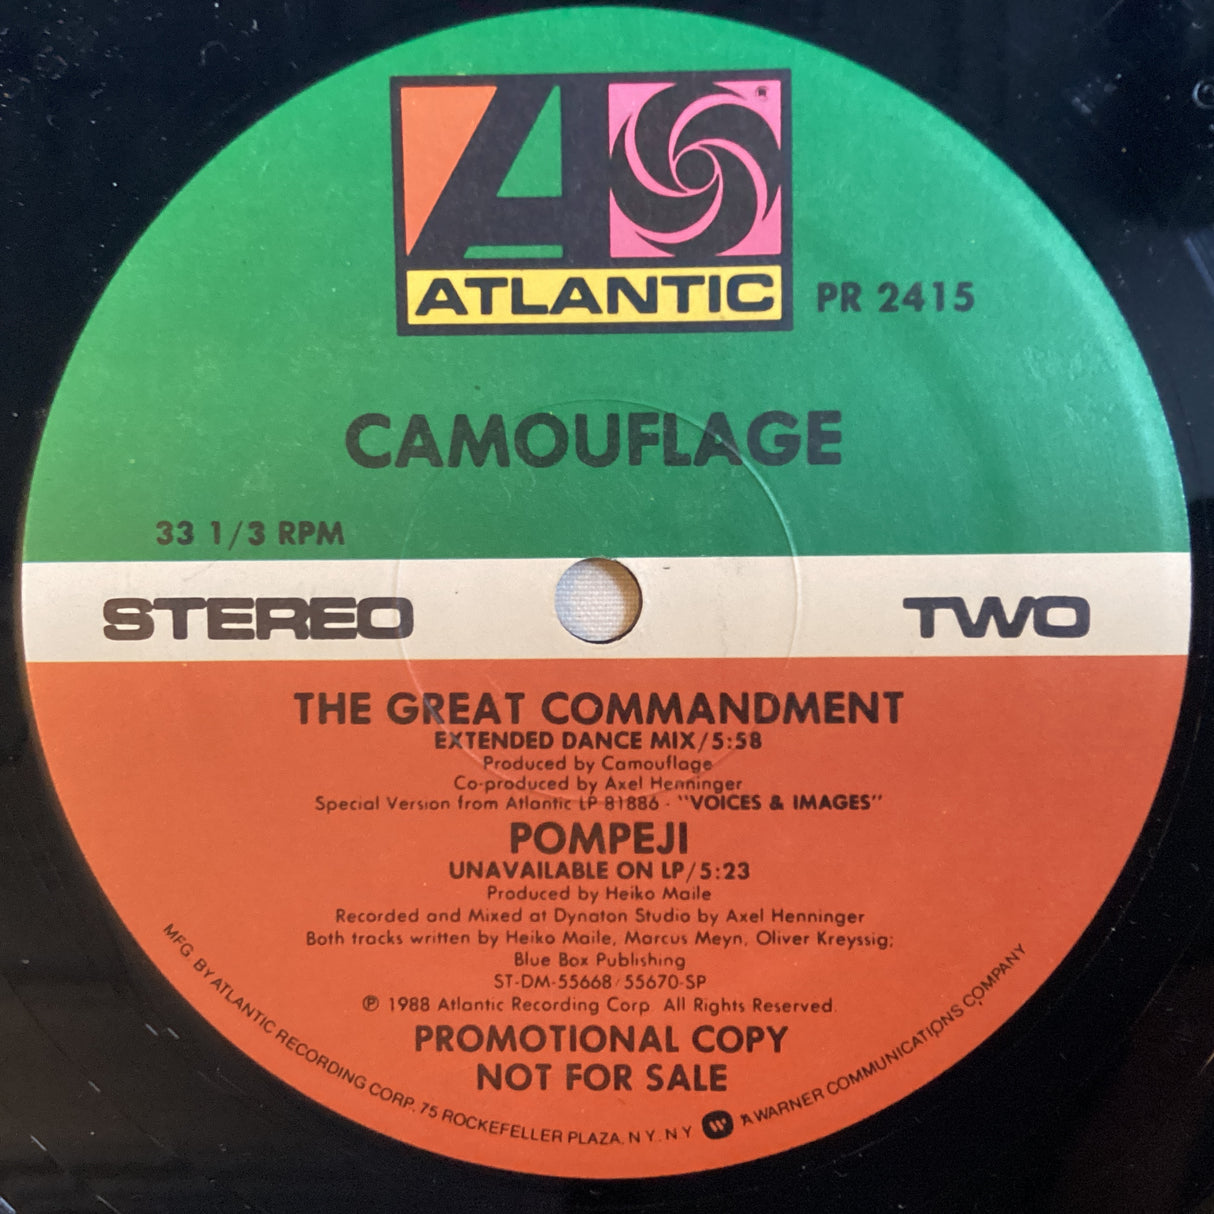 ATLANTIC
®
PR 2415
CAMOUFLAGE
33 1/3 RPM
STEREO
TWO
THE GREAT COMMANDMENT
EXTENDED DANCE MIX/5:58
Produced by Camouflage
Co-produced by Axel Henninger
Special Version from Atlantic LP 81886 - "VOICES & IMAGES"
POMPEJI
UNAVAILABLE ON LP/5:23
Produced by Heiko Maile
Recorded and Mixed at Dynaton Studio by Axel Henninger
Both tracks written by Heiko Maile, Marcus Meyn, Oliver Kreyssig;
Blue Box Publishing
ST-DM-55668/55670-SP
℗ 1988 Atlantic Recording Corp. All Rights Reserved.
PROMOTIONAL COPY
NOT FOR SALE
MFG. BY ATLANTIC RECORDING CORP. 75 ROCKEFELLER PLAZA, N.Y. N.Y. A WARNER COMMUNICATIONS COMPANY